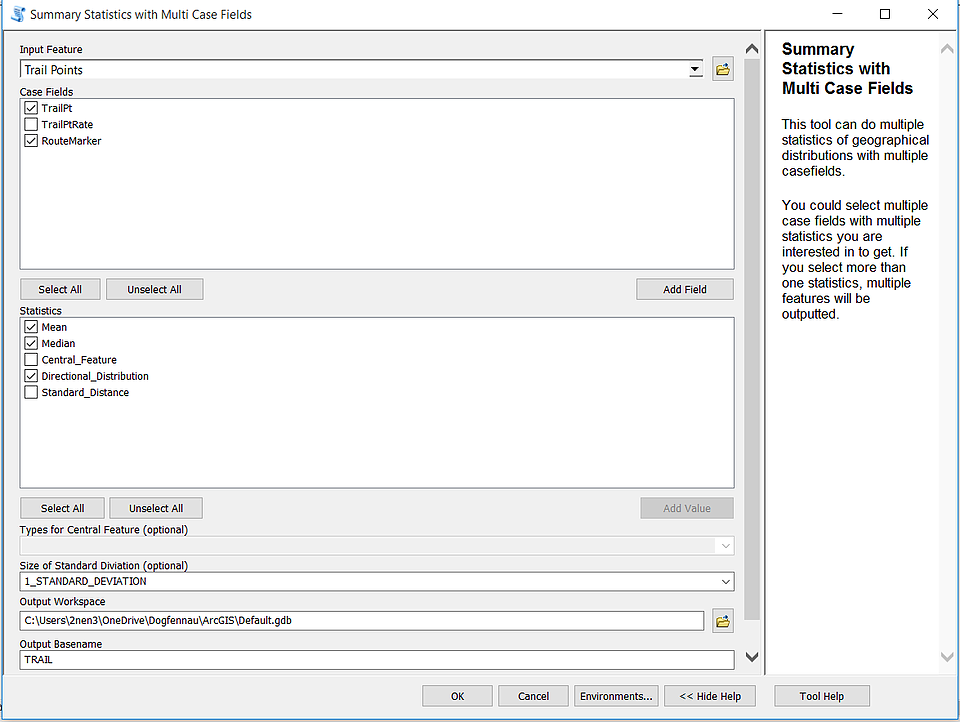 Summary Statistics with Multi Case Fields
Input Feature
Trail Points
Case Fields
TrailPt
TrailPtRate
RouteMarker
Select All
Unselect All
Add Field
Statistics
Mean
Median
Central_Feature
Directional_Distribution
Standard_Distance
Select All
Unselect All
Add Value
Types for Central Feature (optional)
Size of Standard Diviation (optional)
1_STANDARD_DEVIATION
Output Workspace
C:\Users\2nen3\OneDrive\Dogfennau\ArcGIS\Default.gdb
Output Basename
TRAIL
OK
Cancel
Environments...
<< Hide Help
Tool Help
Summary
Statistics with
Multi Case Fields
This tool can do multiple
statistics of geographical
distributions with multiple
casefields.
You could select multiple
case fields with multiple
statistics you are
interested in to get. If
you select more than
one statistics, multiple
features will be
outputted.